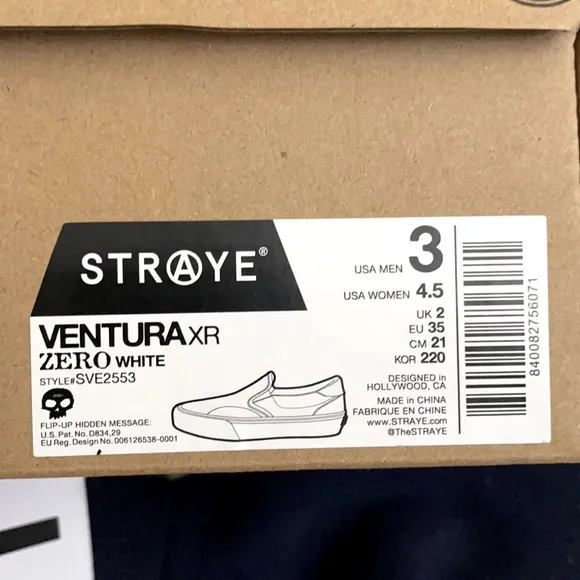 STRAYE®
VENTURA XR
ZERO WHITE
STYLE#SVE2553
FLIP-UP HIDDEN MESSAGE:
U.S. Pat. No. D834,29
EU Reg. Design No. 006126538-0001
USA MEN 3
USA WOMEN 4.5
UK 2
EU 35
CM 21
KOR 220
DESIGNED in
HOLLYWOOD, CA
MADE in CHINA
FABRIQUE EN CHINE
www.STRAYE.com
@TheSTRAYE
840082756071